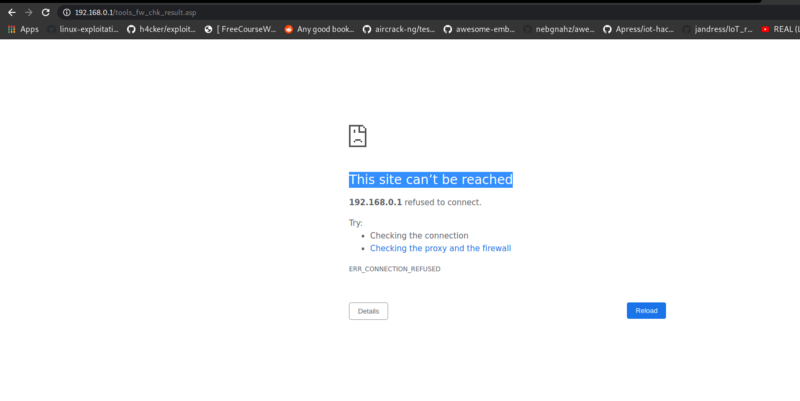 192.168.0.1/tools_fw_chk_result.asp
Apps linux-exploitati... h4cker/exploit... [ FreeCourseW... Any good book... aircrack-ng/tes... awesome-emb... nebgnahz/awe... Apress/iot-hac... jandress/IoT_r... REAL (L
This site can’t be reached
192.168.0.1 refused to connect.
Try:
• Checking the connection
• Checking the proxy and the firewall
ERR_CONNECTION_REFUSED
Details Reload